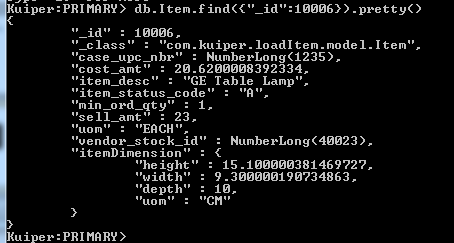 Kuiper:PRIMARY> db.Item.find({"_id":10006}).pretty()
{
        "_id" : 10006,
        "_class" : "com.kuiper.loadItem.model.Item",
        "case_upc_nbr" : NumberLong(1235),
        "cost_amt" : 20.6200008392334,
        "item_desc" : "GE Table Lamp",
        "item_status_code" : "A",
        "min_ord_qty" : 1,
        "sell_amt" : 23,
        "uom" : "EACH",
        "vendor_stock_id" : NumberLong(40023),
        "itemDimension" : {
                "height" : 15.100000381469727,
                "width" : 9.300000190734863,
                "depth" : 10,
                "uom" : "CM"
        }
}
Kuiper:PRIMARY>